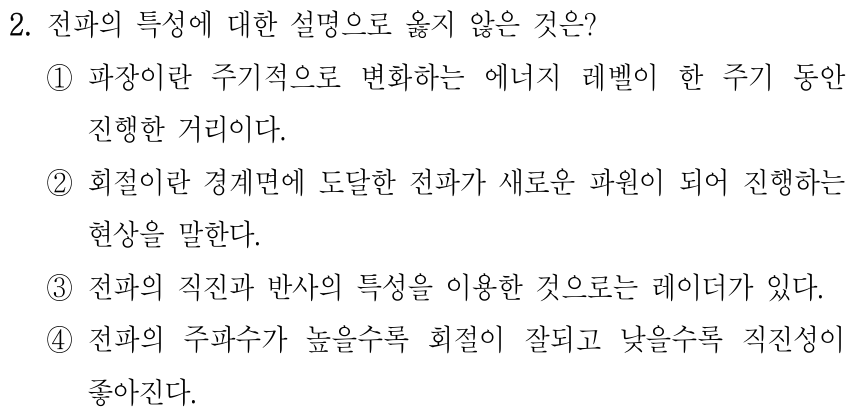 2. 전파의 특성에 대한 설명으로 옳지 않은 것은?
① 파장이란 주기적으로 변화하는 에너지 레벨이 한 주기 동안
진행한 거리이다.
② 회절이란 경계면에 도달한 전파가 새로운 파원이 되어 진행하는
현상을 말한다.
③ 전파의 직진과 반사의 특성을 이용한 것으로는 레이더가 있다.
④ 전파의 주파수가 높을수록 회절이 잘되고 낮을수록 직진성이
좋아진다.